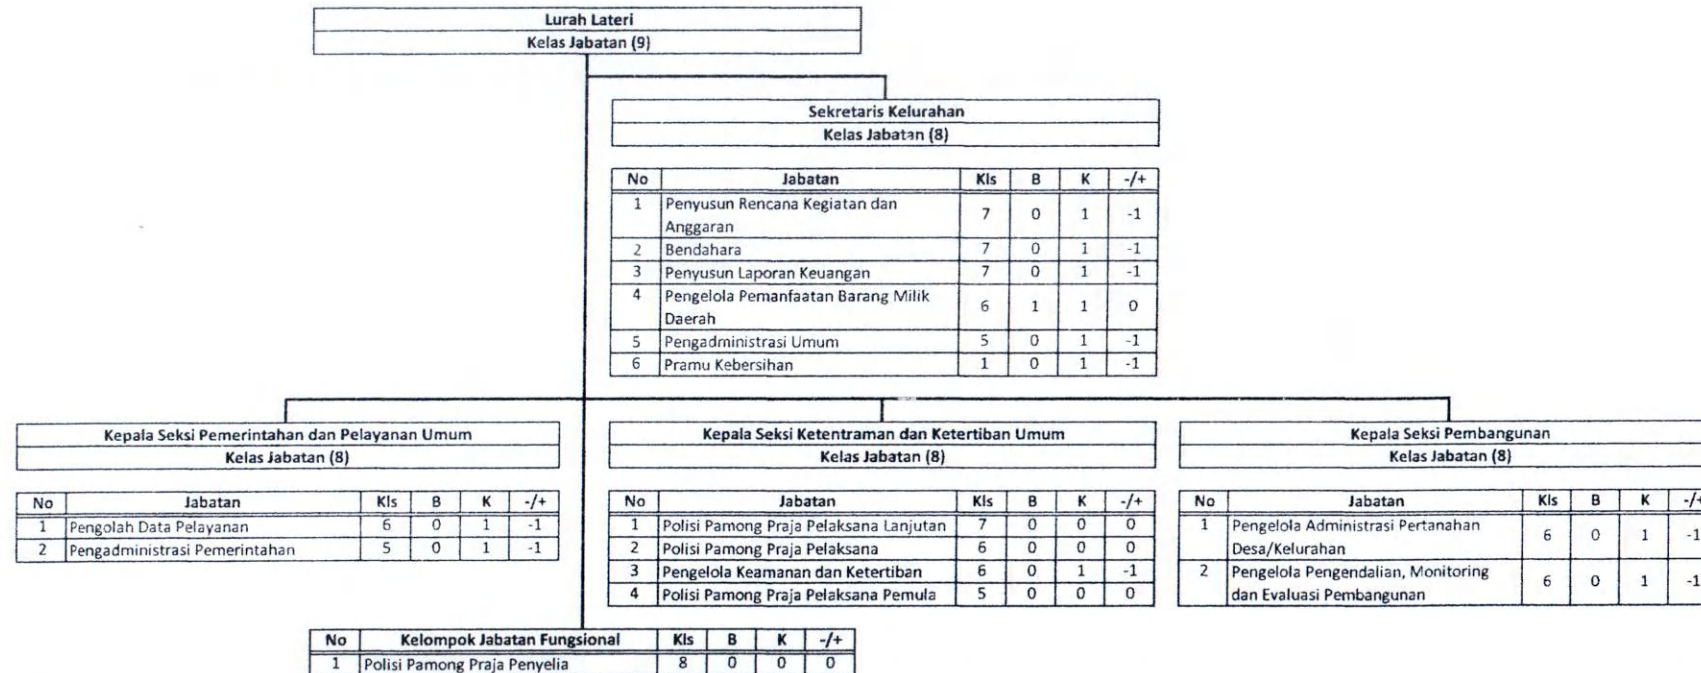 Lurah Lateri
Kelas Jabatan (9)
Sekretaris Kelurahan
Kelas Jabatan (8)
No Jabatan Kls B K -/+
1 Penyusun Rencana Kegiatan dan Anggaran 7 0 1 -1
2 Bendahara 7 0 1 -1
3 Penyusun Laporan Keuangan 7 0 1 -1
4 Pengelola Pemanfaatan Barang Milik Daerah 6 1 1 0
5 Pengadministrasi Umum 5 0 1 -1
6 Pramu Kebersihan 1 0 1 -1
Kepala Seksi Pemerintahan dan Pelayanan Umum
Kelas Jabatan (8)
No Jabatan Kls B K -/+
1 Pengolah Data Pelayanan 6 0 1 -1
2 Pengadministrasi Pemerintahan 5 0 1 -1
Kepala Seksi Ketentraman dan Ketertiban Umum
Kelas Jabatan (8)
No Jabatan Kls B K -/+
1 Polisi Pamong Praja Pelaksana Lanjutan 7 0 0 0
2 Polisi Pamong Praja Pelaksana 6 0 0 0
3 Pengelola Keamanan dan Ketertiban 6 0 1 -1
4 Polisi Pamong Praja Pelaksana Pemula 5 0 0 0
Kepala Seksi Pembangunan
Kelas Jabatan (8)
No Jabatan Kls B K -/+
1 Pengelola Administrasi Pertanahan Desa/Kelurahan 6 0 1 -1
2 Pengelola Pengendalian, Monitoring dan Evaluasi Pembangunan 6 0 1 -1
No Kelompok Jabatan Fungsional Kls B K -/+
1 Polisi Pamong Praja Penyelia 8 0 0 0